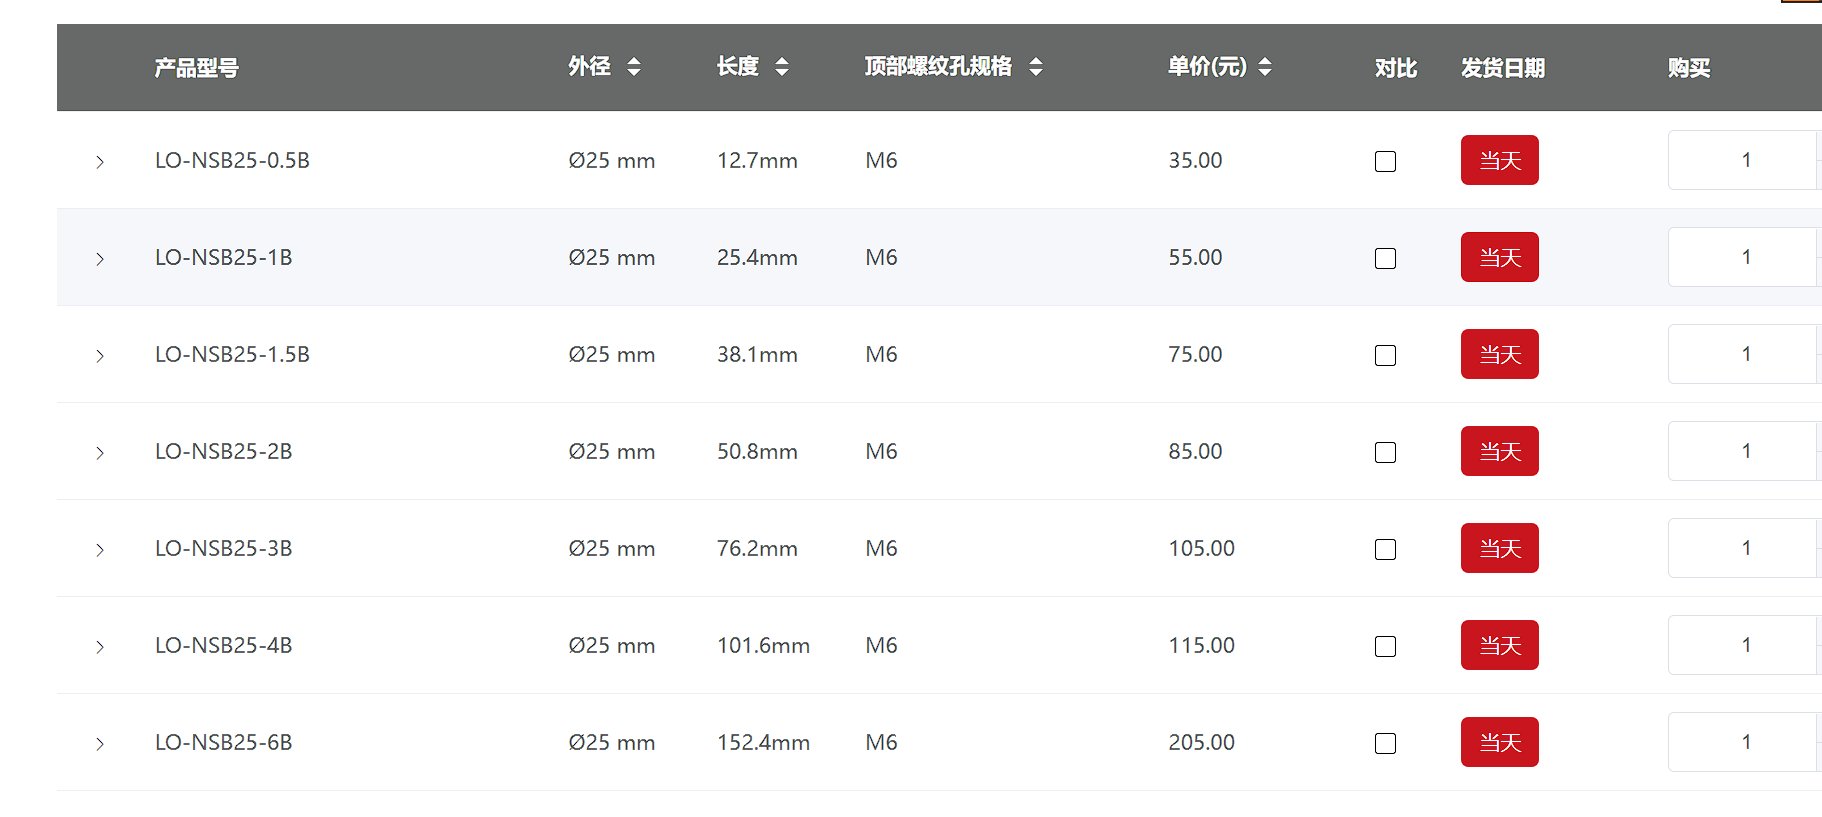 产品型号 外径 长度 顶部螺纹孔规格 单价(元) 对比 发货日期 购买
LO-NSB25-0.5B Ø25 mm 12.7mm M6 35.00 当天 1
LO-NSB25-1B Ø25 mm 25.4mm M6 55.00 当天 1
LO-NSB25-1.5B Ø25 mm 38.1mm M6 75.00 当天 1
LO-NSB25-2B Ø25 mm 50.8mm M6 85.00 当天 1
LO-NSB25-3B Ø25 mm 76.2mm M6 105.00 当天 1
LO-NSB25-4B Ø25 mm 101.6mm M6 115.00 当天 1
LO-NSB25-6B Ø25 mm 152.4mm M6 205.00 当天 1